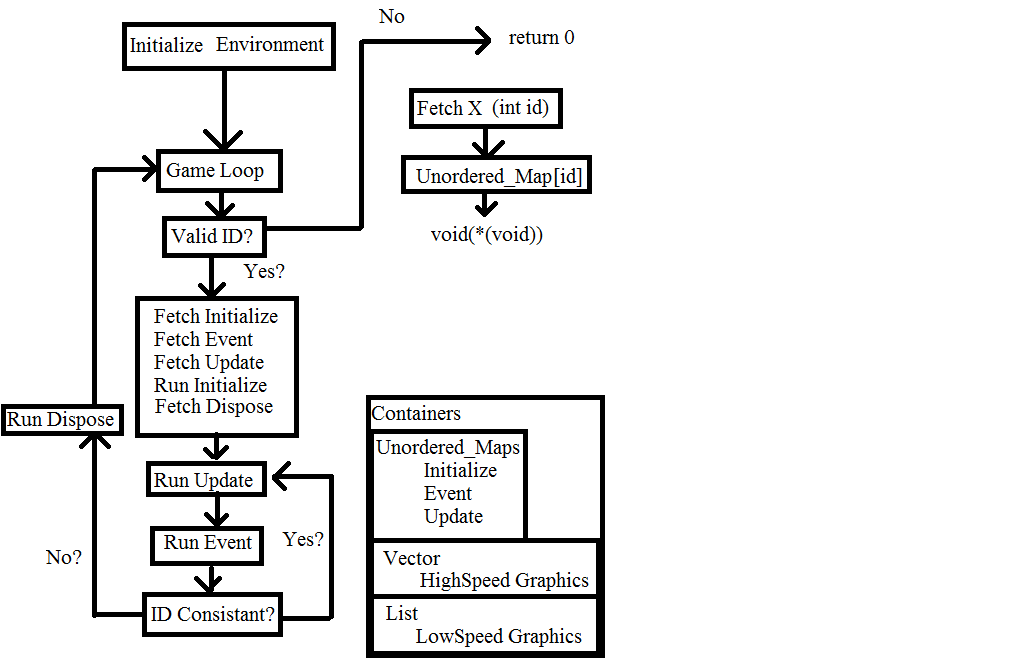 Initialize Environment
No
return 0
Fetch X (int id)
Game Loop
Unordered_Map[id]
Valid ID?
void(*(void))
Yes?
Fetch Initialize
Fetch Event
Fetch Update
Run Initialize
Fetch Dispose
Run Dispose
Run Update
Run Event
Yes?
No?
ID Consistant?
Containers
Unordered_Maps
Initialize
Event
Update
Vector
HighSpeed Graphics
List
LowSpeed Graphics